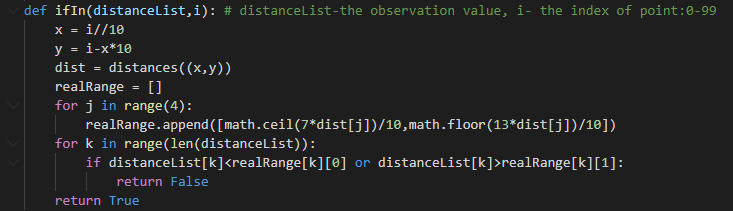 def ifIn(distanceList,i): # distanceList-the observation value, i- the index of point:0-99
    x = i//10
    y = i-x*10
    dist = distances((x,y))
    realRange = []
    for j in range(4):
        realRange.append([math.ceil(7*dist[j])/10,math.floor(13*dist[j])/10])
    for k in range(len(distanceList)):
        if distanceList[k]<realRange[k][0] or distanceList[k]>realRange[k][1]:
            return False
    return True